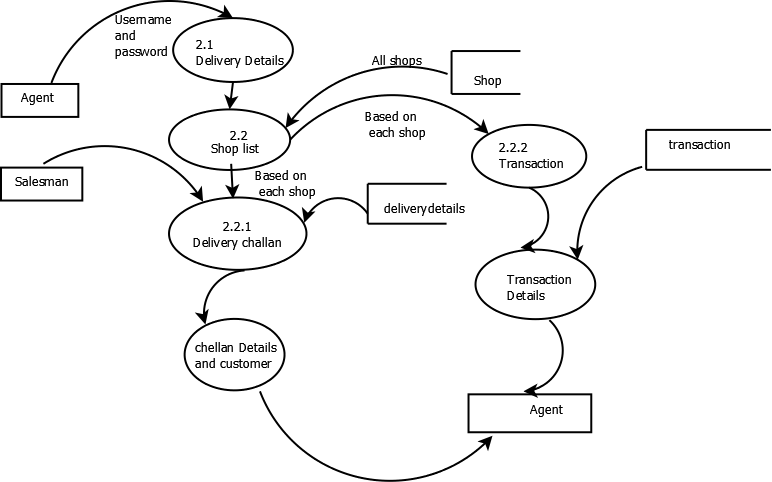 Username
and
password
2.1
Delivery Details
Agent
All shops
Shop
Based on
each shop
2.2
Shop list
2.2.2
Transaction
transaction
Salesman
Based on
each shop
deliverydetails
2.2.1
Delivery challan
Transaction
Details
chellan Details
and customer
Agent